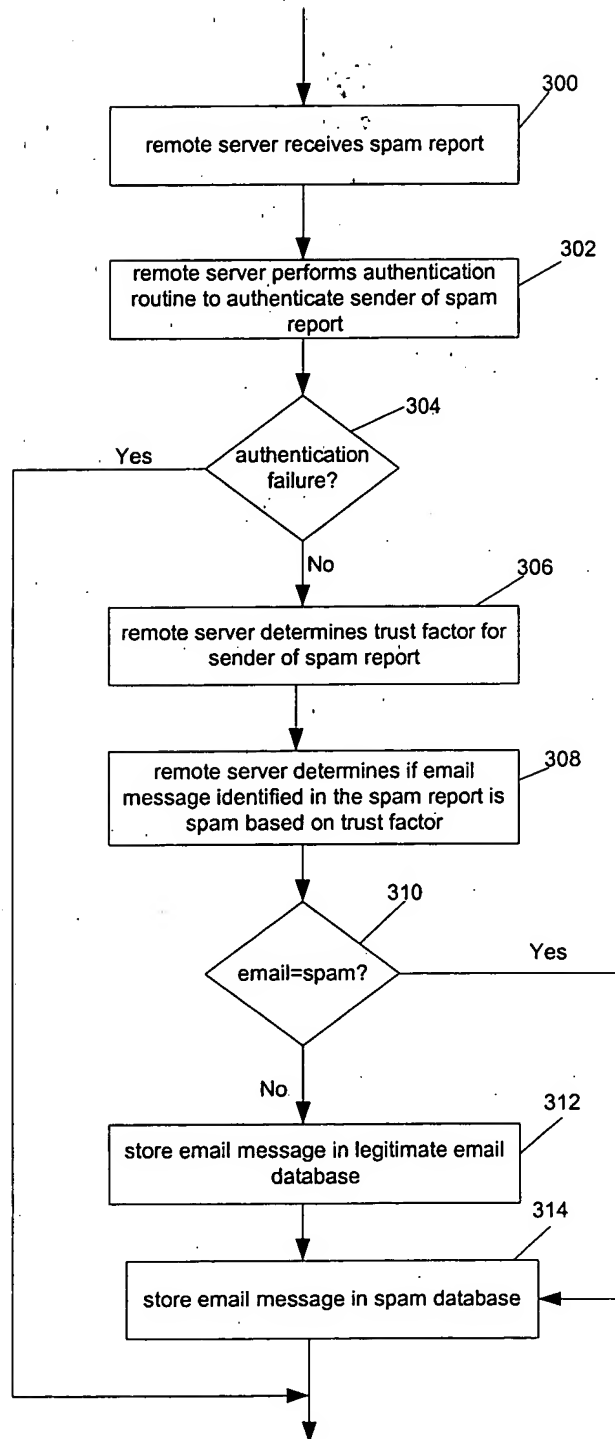 300
remote server receives spam report
302
remote server performs authentication
routine to authenticate sender of spam
report
304
Yes
authentication
failure?
No
306
remote server determines trust factor for
sender of spam report
308
remote server determines if email
message identified in the spam report is
spam based on trust factor
310
Yes
email=spam?
No
312
store email message in legitimate email
database
314
store email message in spam database